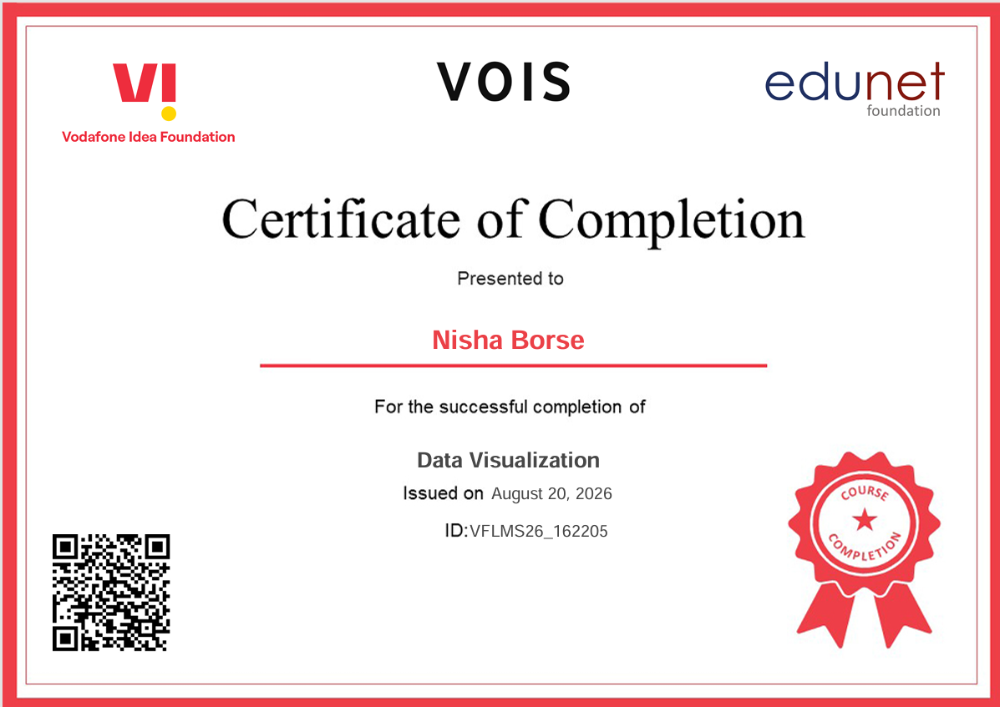 VI
Vodafone Idea Foundation
VOIS
edunet
foundation
Certificate of Completion
Presented to
Nisha Borse
For the successful completion of
Data Visualization
Issued on August 20, 2026
ID:VFLMS26_162205
COURSE
COMPLETION